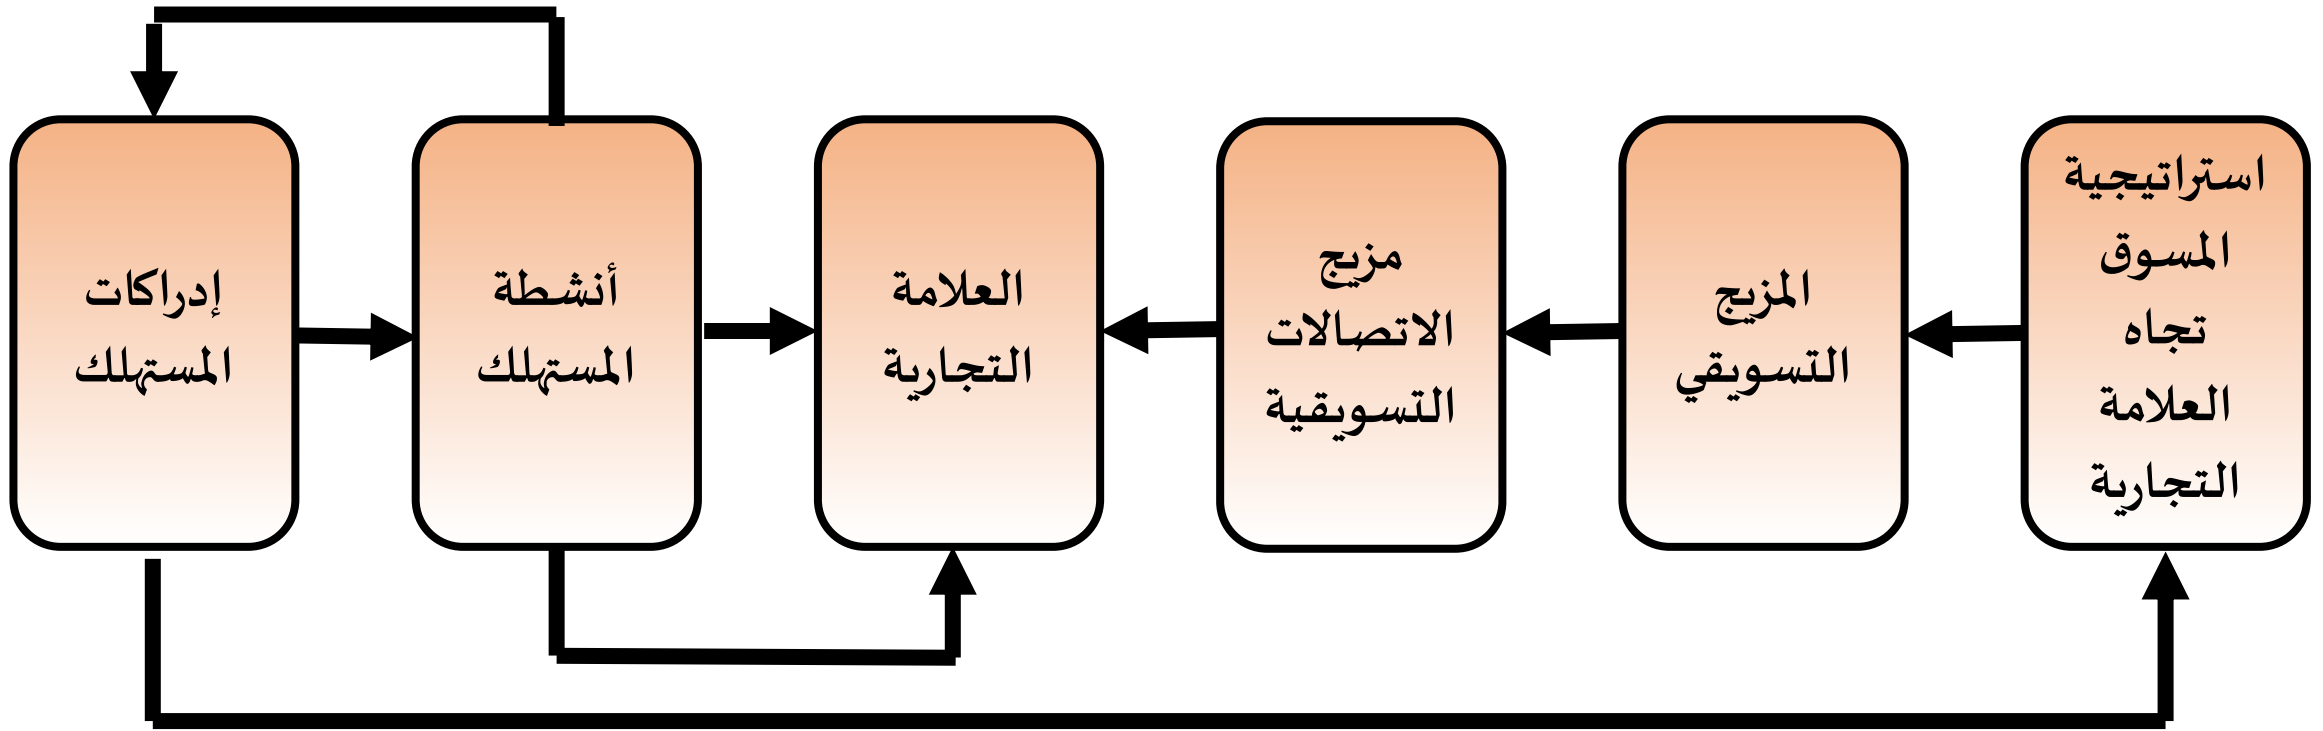 استراتيجية
المسوق
تجاه
العلامة
التجارية
المزيج
التسويقي
مزيج
الاتصالات
التسويقية
العلامة
التجارية
أنشطة
المستهلك
إدراكات
المستهلك